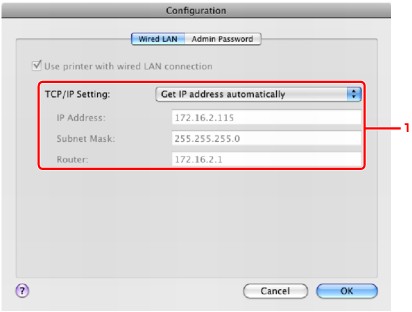 Configuration
Wired LAN Admin Password
Use printer with wired LAN connection
TCP/IP Setting: Get IP address automatically
IP Address: 172.16.2.115
1
Subnet Mask: 255.255.255.0
Router: 172.16.2.1
? Cancel OK